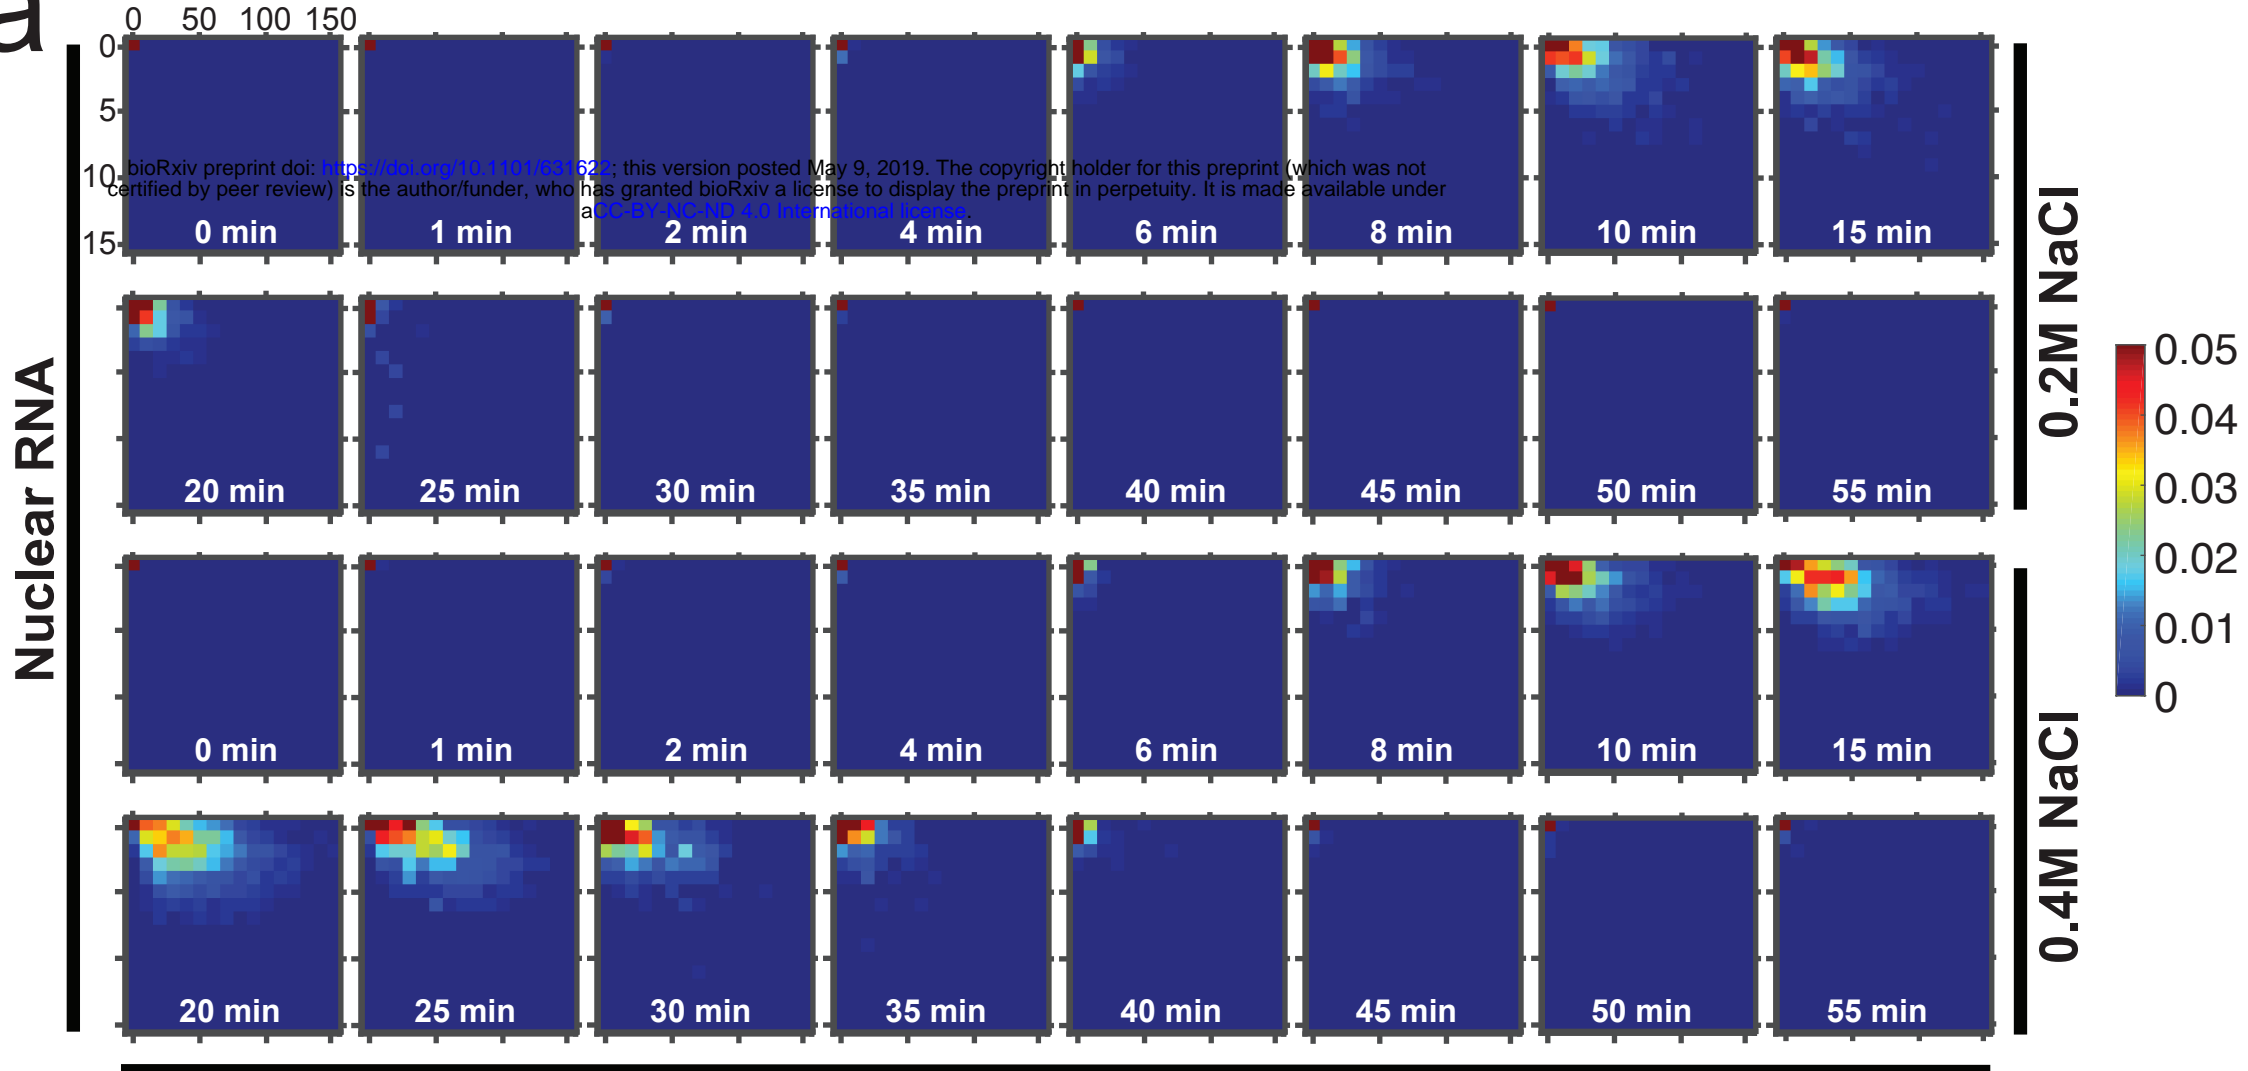 a
0 50 100 150
0
5
10
15
bioRxiv preprint doi: https://doi.org/10.1101/631622; this version posted May 9, 2019. The copyright holder for this preprint (which was not
certified by peer review) is the author/funder, who has granted bioRxiv a license to display the preprint in perpetuity. It is made available under
aCC-BY-NC-ND 4.0 International license.
0 min 1 min 2 min 4 min 6 min 8 min 10 min 15 min
20 min 25 min 30 min 35 min 40 min 45 min 50 min 55 min
0 min 1 min 2 min 4 min 6 min 8 min 10 min 15 min
20 min 25 min 30 min 35 min 40 min 45 min 50 min 55 min
Nuclear RNA
0.2M NaCl
0.4M NaCl
0.05
0.04
0.03
0.02
0.01
0